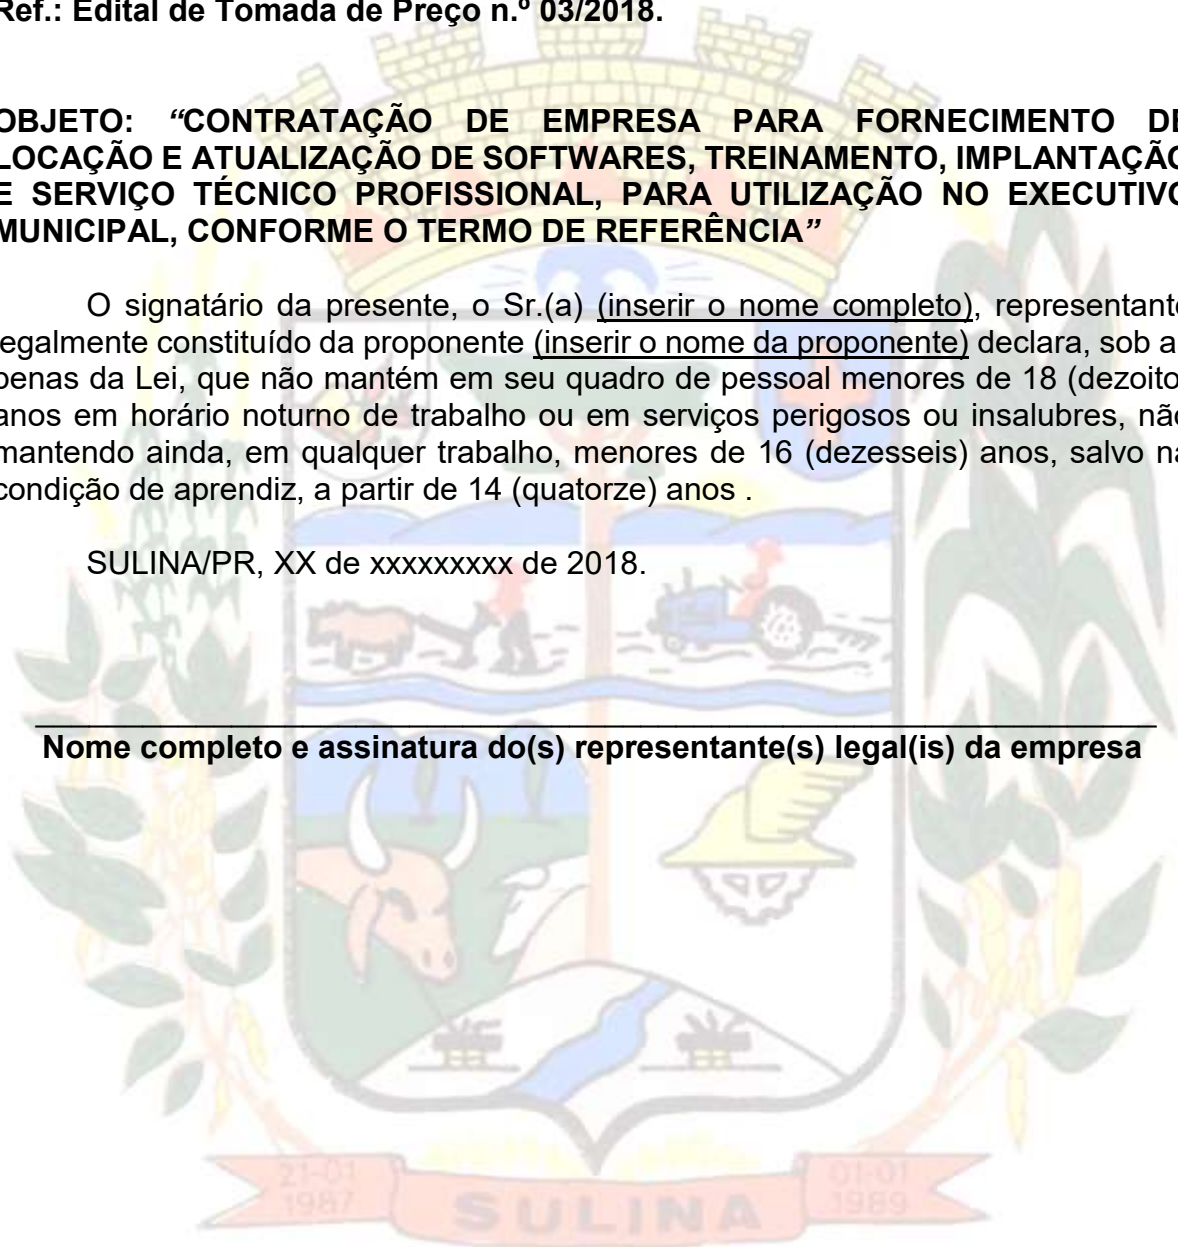 Ref.: Edital de Tomada de Preço n.º 03/2018.
OBJETO: “CONTRATAÇÃO DE EMPRESA PARA FORNECIMENTO DE
LOCAÇÃO E ATUALIZAÇÃO DE SOFTWARES, TREINAMENTO, IMPLANTAÇÃO
E SERVIÇO TÉCNICO PROFISSIONAL, PARA UTILIZAÇÃO NO EXECUTIVO
MUNICIPAL, CONFORME O TERMO DE REFERÊNCIA”
O signatário da presente, o Sr.(a) (inserir o nome completo), representante
legalmente constituído da proponente (inserir o nome da proponente) declara, sob a
penas da Lei, que não mantém em seu quadro de pessoal menores de 18 (dezoito
anos em horário noturno de trabalho ou em serviços perigosos ou insalubres, não
mantendo ainda, em qualquer trabalho, menores de 16 (dezesseis) anos, salvo na
condição de aprendiz, a partir de 14 (quatorze) anos .
SULINA/PR, XX de xxxxxxxxx de 2018.
Nome completo e assinatura do(s) representante(s) legal(is) da empresa
21-01
1987
SULINA
01-01
1989